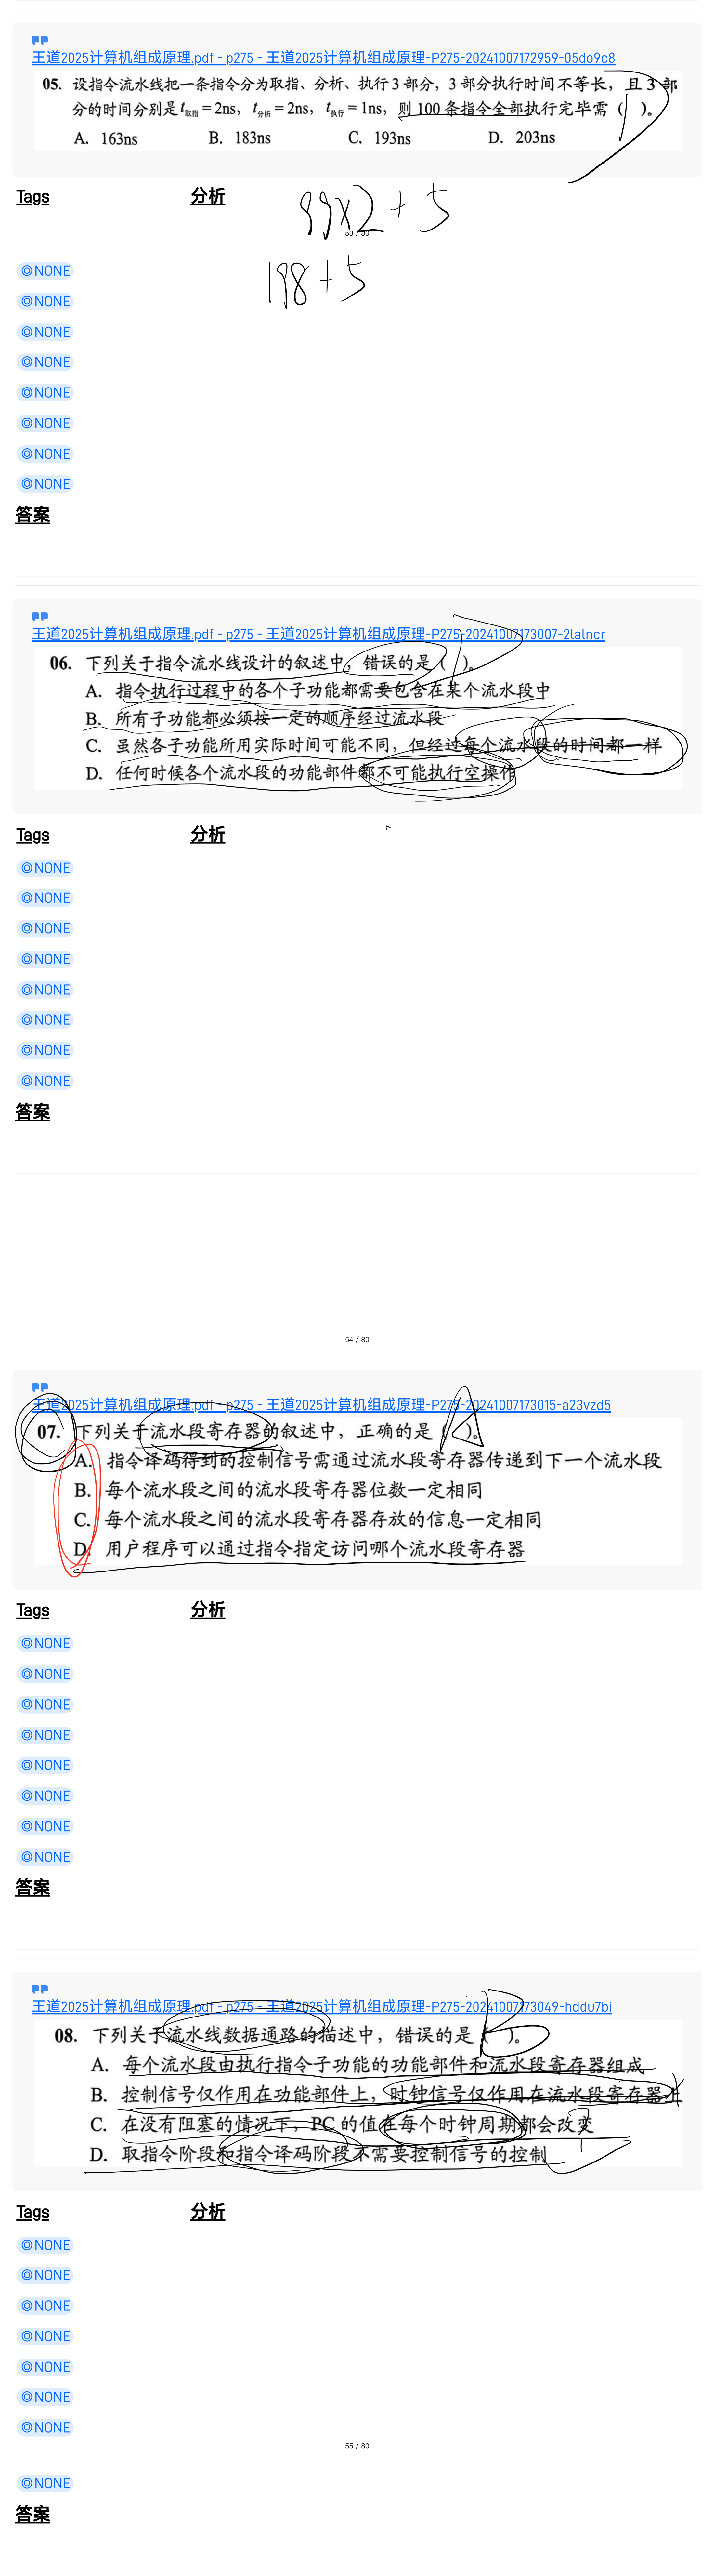 王道2025计算机组成原理.pdf - p275 - 王道2025计算机组成原理-P275-20241007172959-05do9c8
05. 设指令流水线把一条指令分为取指、分析、执行 3 部分，3 部分执行时间不等长，且 3 部
分的时间分别是 t取指 = 2ns，t分析 = 2ns，t执行 = 1ns，则 100 条指令全部执行完毕需（ ）。
A. 163ns B. 183ns C. 193ns D. 203ns
Tags 分析
99×2+5
53 / 80
198+5
◎NONE
◎NONE
◎NONE
◎NONE
◎NONE
◎NONE
◎NONE
◎NONE
答案
王道2025计算机组成原理.pdf - p275 - 王道2025计算机组成原理-P275-20241007173007-2lalncr
06. 下列关于指令流水线设计的叙述中，错误的是（ ）。
A. 指令执行过程中的各个子功能都需要包含在某个流水段中
B. 所有子功能都必须按一定的顺序经过流水段
C. 虽然各子功能所用实际时间可能不同，但经过每个流水段的时间都一样
D. 任何时候各个流水段的功能部件都不可能执行空操作
Tags 分析
◎NONE
◎NONE
◎NONE
◎NONE
◎NONE
◎NONE
◎NONE
◎NONE
答案
54 / 80
王道2025计算机组成原理.pdf - p275 - 王道2025计算机组成原理-P275-20241007173015-a23vzd5
07. 下列关于流水段寄存器的叙述中，正确的是（ A ）。
A. 指令译码得到的控制信号需通过流水段寄存器传递到下一个流水段
B. 每个流水段之间的流水段寄存器位数一定相同
C. 每个流水段之间的流水段寄存器存放的信息一定相同
D. 用户程序可以通过指令指定访问哪个流水段寄存器
Tags 分析
◎NONE
◎NONE
◎NONE
◎NONE
◎NONE
◎NONE
◎NONE
◎NONE
答案
王道2025计算机组成原理.pdf - p275 - 王道2025计算机组成原理-P275-20241007173049-hddu7bi
08. 下列关于流水线数据通路的描述中，错误的是（ B ）。
A. 每个流水段由执行指令子功能的功能部件和流水段寄存器组成
B. 控制信号仅作用在功能部件上，时钟信号仅作用在流水段寄存器上
C. 在没有阻塞的情况下，PC 的值在每个时钟周期都会改变
D. 取指令阶段和指令译码阶段不需要控制信号的控制
Tags 分析
◎NONE
◎NONE
◎NONE
◎NONE
◎NONE
◎NONE
◎NONE
55 / 80
◎NONE
答案